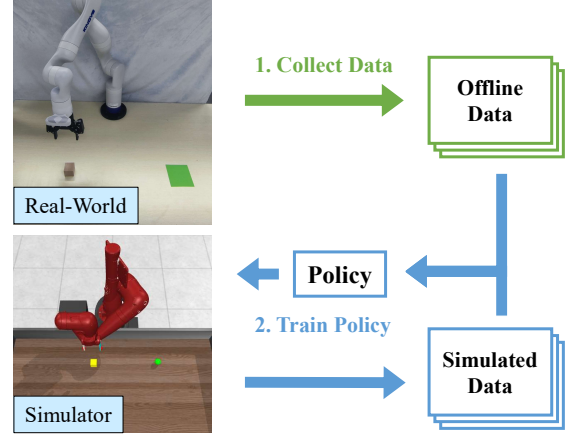 1. Collect Data
Offline
Data
Real-World
Policy
2. Train Policy
Simulated
Data
Simulator